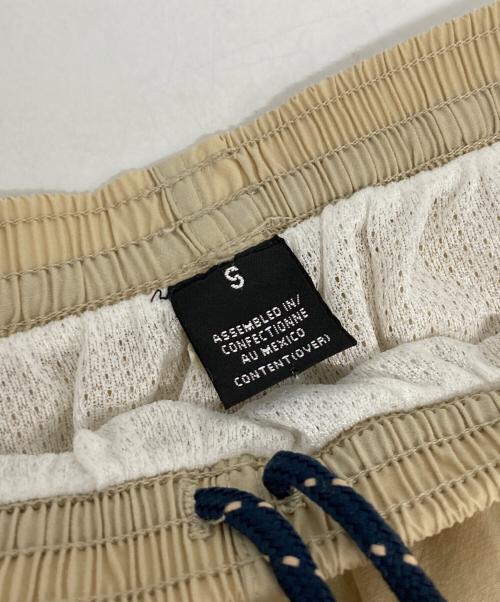 S
ASSEMBLED IN/
CONFECTIONNE
AU MEXICO
CONTENT(OVER)